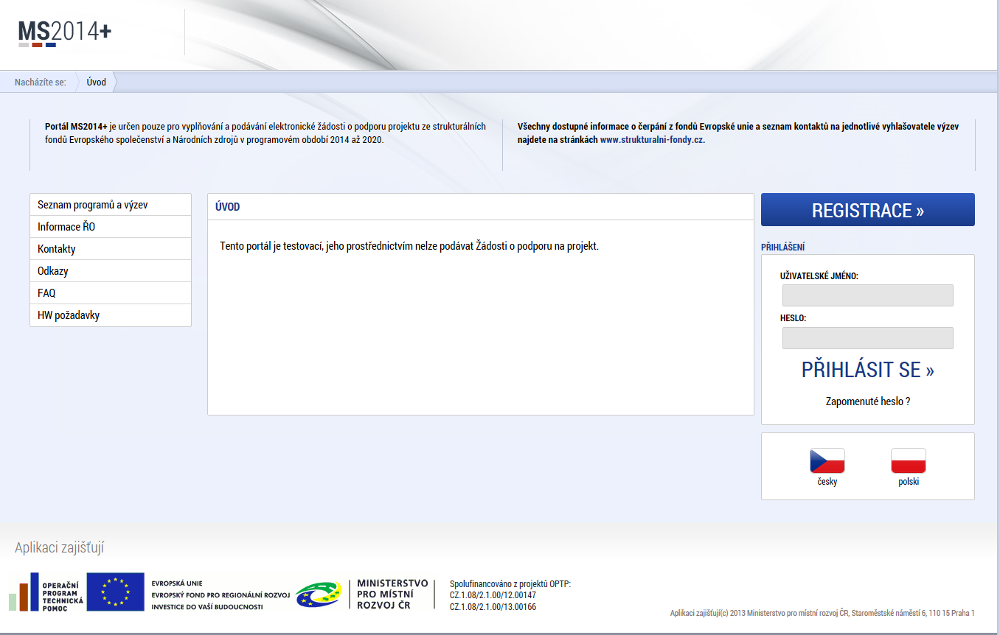 MS2014+
Nacházíte se:
Úvod
Portál MS2014+ je určen pouze pro vyplňování a podávání elektronické žádosti o podporu projektu ze strukturálních
fondů Evropského společenství a Národních zdrojů v programovém období 2014 až 2020.
Všechny dostupné informace o čerpání z fondů Evropské unie a seznam kontaktů na jednotlivé vyhlašovatele výzev
najdete na stránkách www.strukturalni-fondy.cz.
Seznam programů a výzev
Informace ŘO
Kontakty
Odkazy
FAQ
HW požadavky
ÚVOD
Tento portál je testovací, jeho prostřednictvím nelze podávat Žádosti o podporu na projekt.
REGISTRACE »
PŘIHLÁŠENÍ
UŽIVATELSKÉ JMÉNO:
HESLO:
PŘIHLÁSIT SE »
Zapomenuté heslo ?
česky
polski
Aplikaci zajišťují
OPERAČNÍ
PROGRAM
TECHNICKÁ
POMOC
EVROPSKÁ UNIE
EVROPSKÝ FOND PRO REGIONÁLNÍ ROZVOJ
INVESTICE DO VAŠÍ BUDOUCNOSTI
MINISTERSTVO
PRO MÍSTNÍ
ROZVOJ ČR
Spolufinancováno z projektů OPTP:
CZ.1.08/2.1.00/12.00147
CZ.1.08/2.1.00/13.00166
Aplikaci zajišťují(c) 2013 Ministerstvo pro místní rozvoj ČR, Staroměstské náměstí 6, 110 15 Praha 1